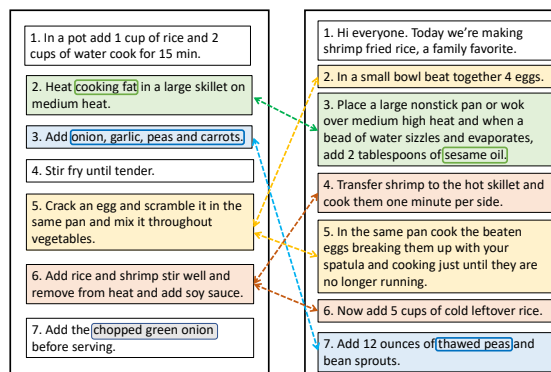 1. In a pot add 1 cup of rice and 2
cups of water cook for 15 min.
2. Heat cooking fat in a large skillet on
medium heat.
3. Add onion, garlic, peas and carrots.
4. Stir fry until tender.
5. Crack an egg and scramble it in the
same pan and mix it throughout
vegetables.
6. Add rice and shrimp stir well and
remove from heat and add soy sauce.
7. Add the chopped green onion
before serving.
1. Hi everyone. Today we're making
shrimp fried rice, a family favorite.
2. In a small bowl beat together 4 eggs.
3. Place a large nonstick pan or wok
over medium high heat and when a
bead of water sizzles and evaporates,
add 2 tablespoons of sesame oil.
4. Transfer shrimp to the hot skillet and
cook them one minute per side.
5. In the same pan cook the beaten
eggs breaking them up with your
spatula and cooking just until they are
no longer running.
6. Now add 5 cups of cold leftover rice.
7. Add 12 ounces of thawed peas and
bean sprouts.